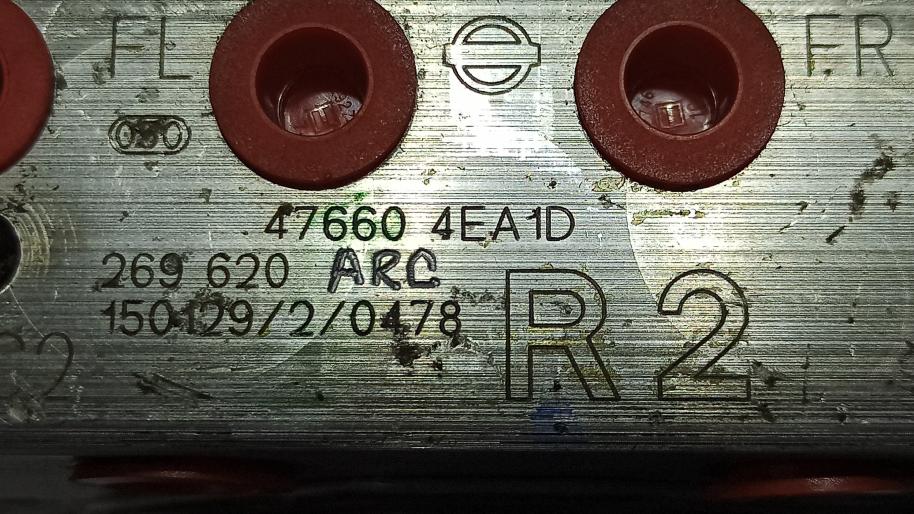 FL FR
47660 4EA1D
269 620 ARC
150129/2/0478
R2